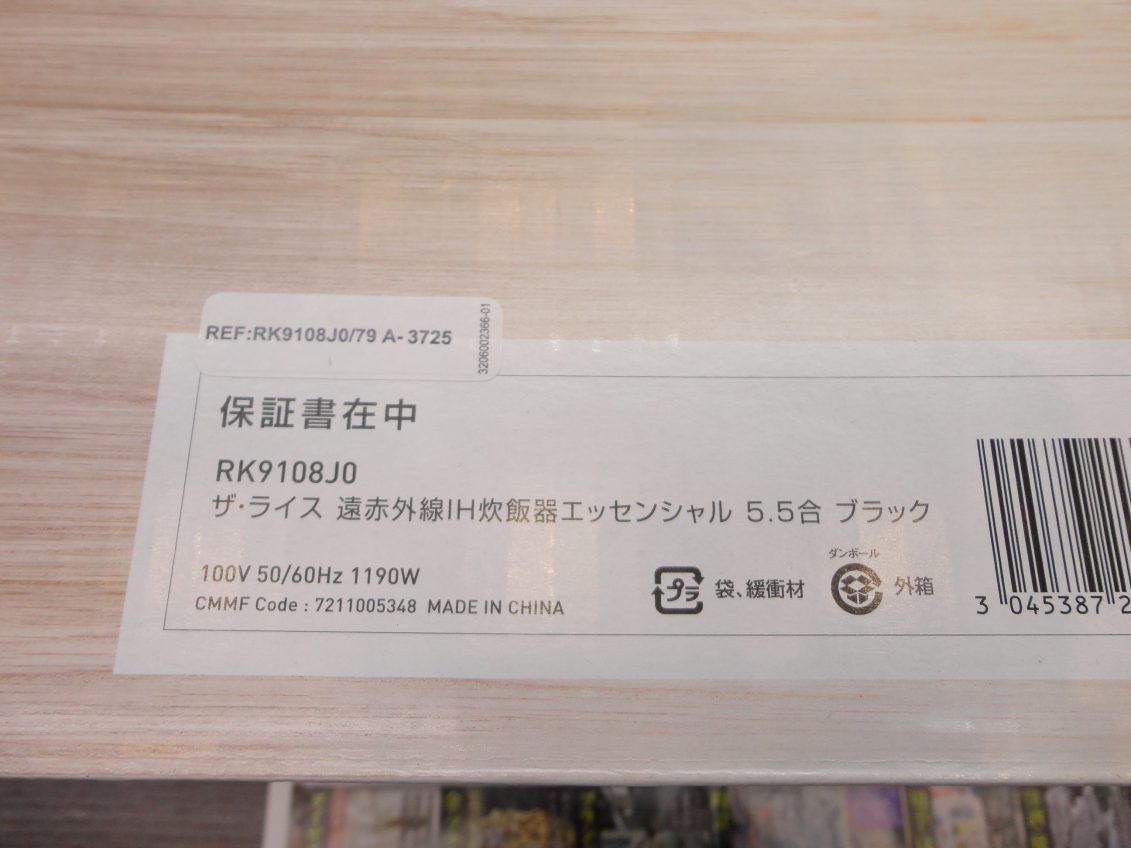 REF:RK9108J0/79 A- 3725
3206002366-01
保証書在中
RK9108J0
ザ・ライス 遠赤外線IH炊飯器エッセンシャル 5.5合 ブラック
100V 50/60Hz 1190W
CMMF Code : 7211005348 MADE IN CHINA
プラ 袋、緩衝材
ダンボール
外箱
3 045387 2